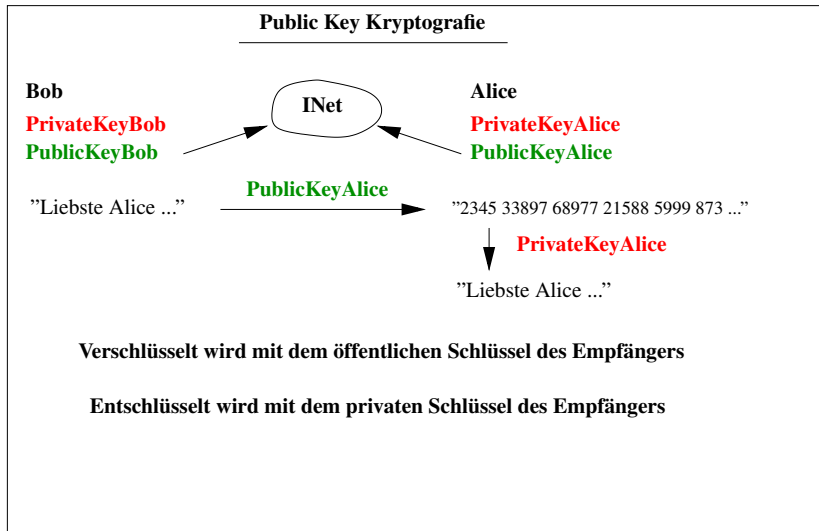 Public Key Kryptografie
Bob
INet
Alice
PrivateKeyBob
PrivateKeyAlice
PublicKeyBob
PublicKeyAlice
PublicKeyAlice
”Liebste Alice ...”
”2345 33897 68977 21588 5999 873 ...”
PrivateKeyAlice
”Liebste Alice ...”
Verschlüsselt wird mit dem öffentlichen Schlüssel des Empfängers
Entschlüsselt wird mit dem privaten Schlüssel des Empfängers